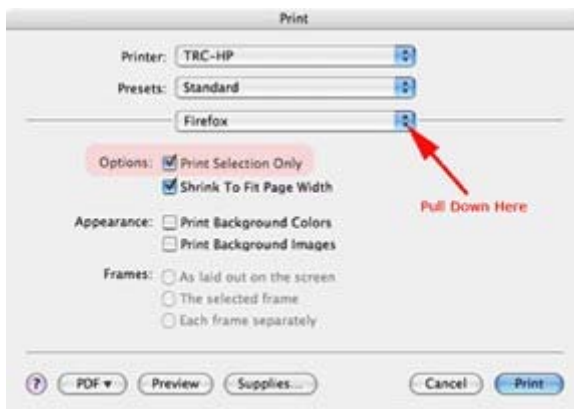 Print
Printer: TRC-HP
Presets: Standard
Firefox
Options: Print Selection Only
Shrink To Fit Page Width
Pull Down Here
Appearance: Print Background Colors
Print Background Images
Frames: As laid out on the screen
The selected frame
Each frame separately
? PDF ▾ Preview Supplies... Cancel Print